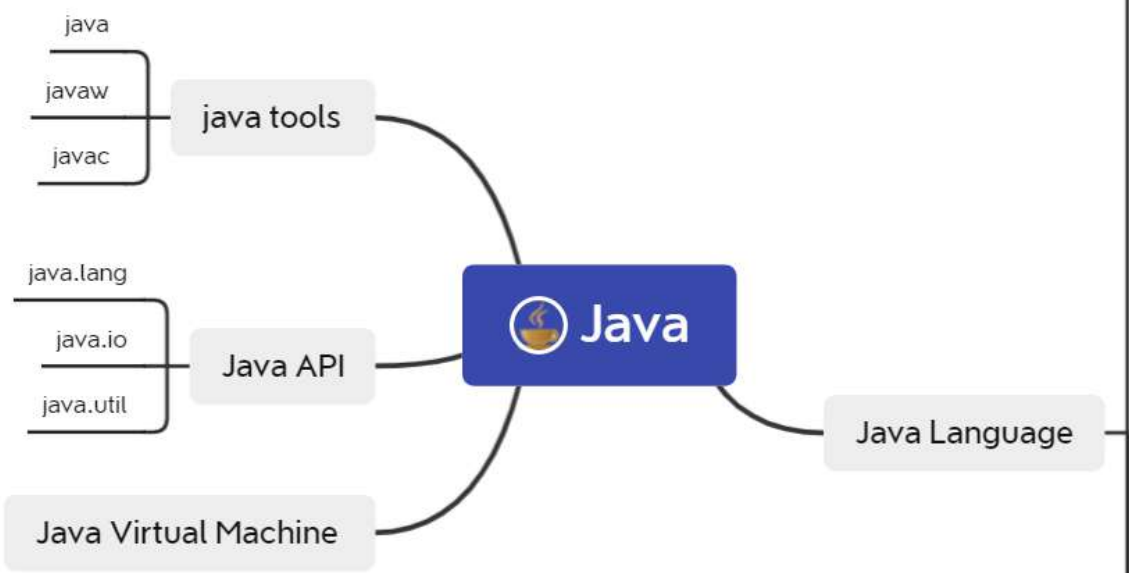 java
javaw
javac
java tools
java.lang
java.io
java.util
Java API
Java Virtual Machine
Java
Java Language